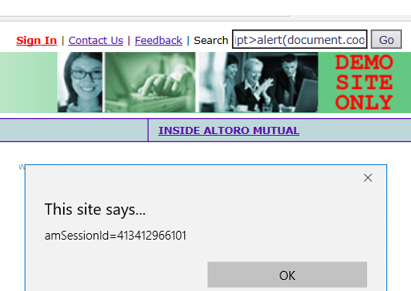 Sign In | Contact Us | Feedback | Search ipt>alert(document.coo Go
DEMO
SITE
ONLY
INSIDE ALTORO MUTUAL
This site says...
amSessionId=413412966101
OK